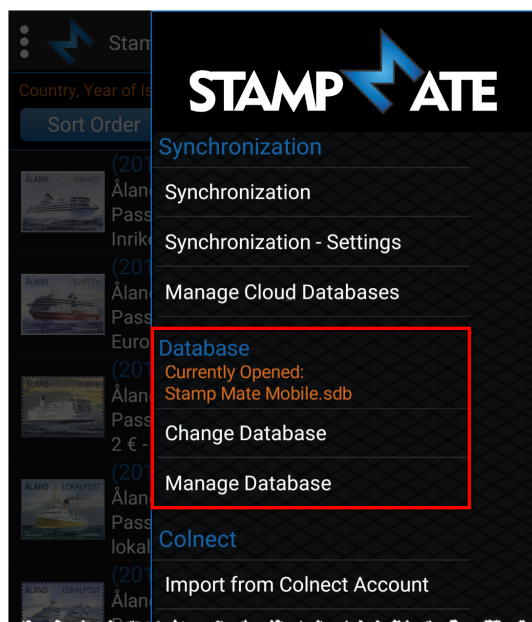 Stam
Country, Year of Is
Sort Order
(201
Ålan
Pass
Inrik
(201
Ålan
Pass
Euro
(201
Ålan
Pass
2 € -
(201
Ålan
Pass
lokal
(201
Ålan
ÅLAND INRIKES
ÅLAND EUROPA
ÅLAND
ÅLAND LOKALPOST
ÅLAND LOKALPOST
STAMP ATE
Synchronization
Synchronization
Synchronization - Settings
Manage Cloud Databases
Database
Currently Opened:
Stamp Mate Mobile.sdb
Change Database
Manage Database
Colnect
Import from Colnect Account